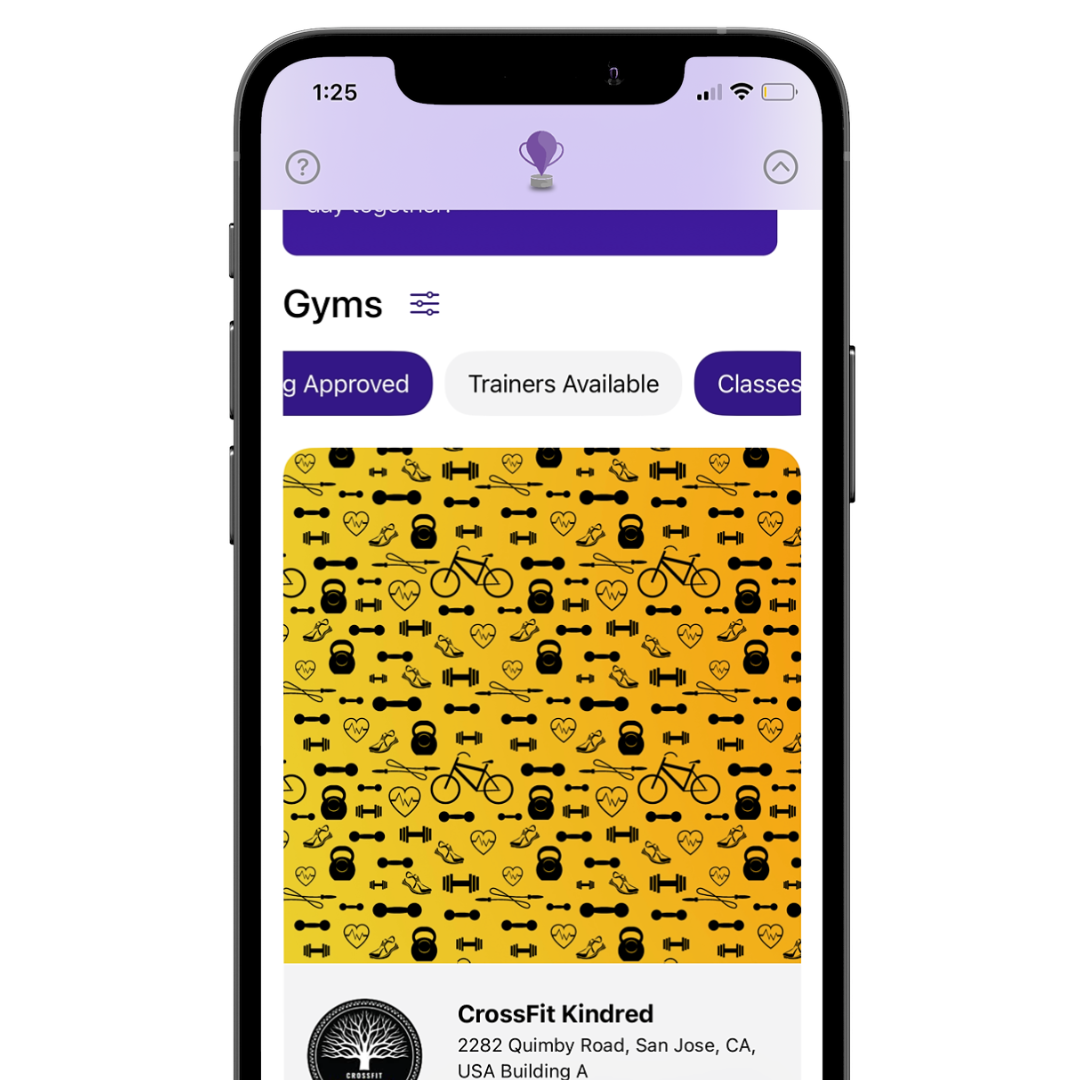 1:25
?
day together.
Gyms
g Approved
Trainers Available
Classes
CrossFit Kindred
2282 Quimby Road, San Jose, CA,
USA Building A
CROSSFIT